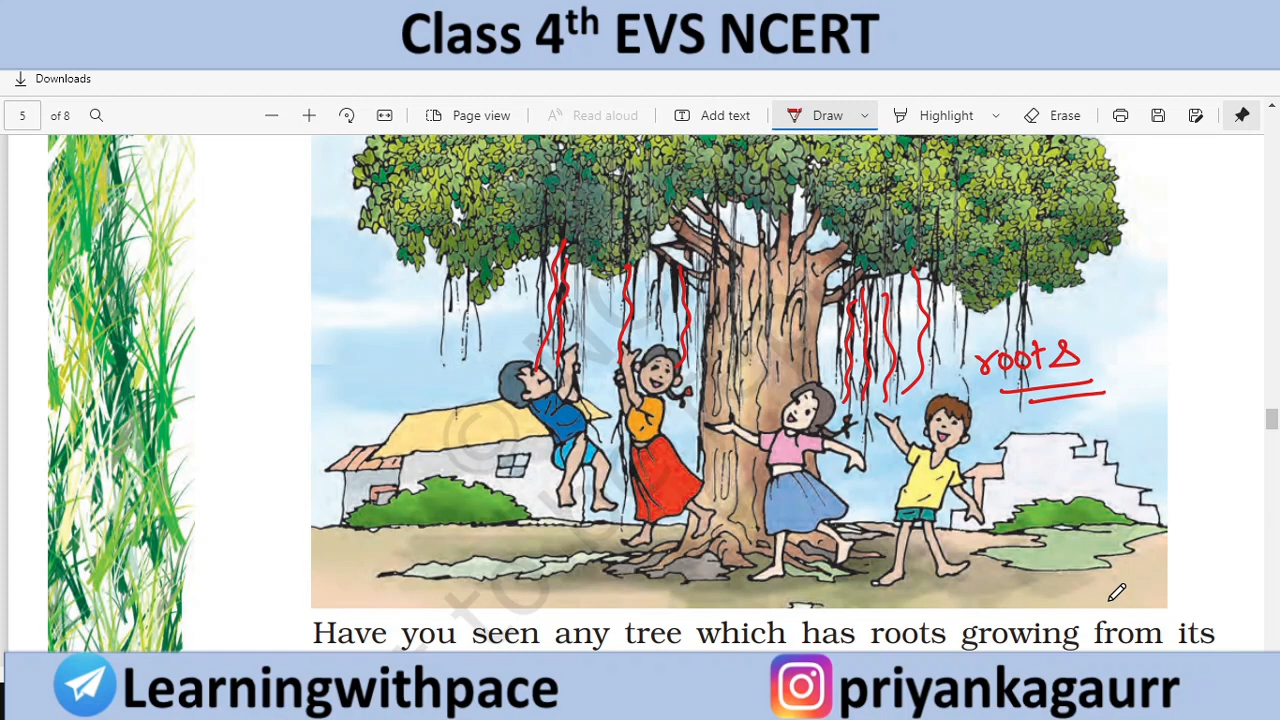 Class 4th EVS NCERT
Downloads
5 of 8 Page view Read aloud Add text Draw Highlight Erase
roots
Have you seen any tree which has roots growing from its
Learningwithpace priyankagaurr